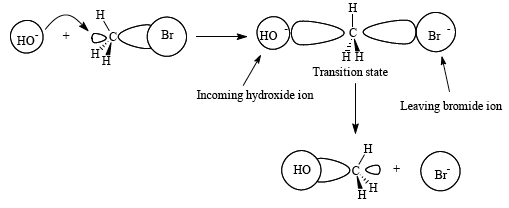 HO⁻ + H C H H Br
HO ⁻ H C H H Br ⁻
Transition state
Incoming hydroxide ion
Leaving bromide ion
HO C H H H + Br⁻